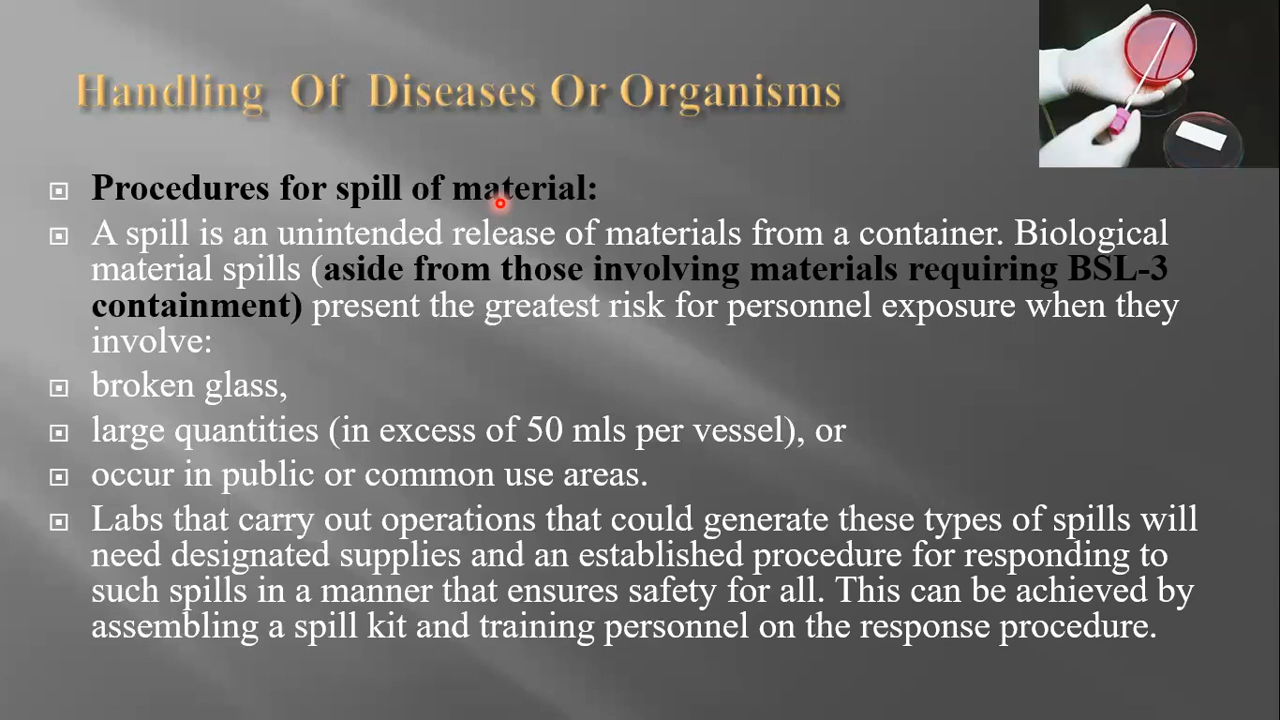 Handling Of Diseases Or Organisms
Procedures for spill of material:
A spill is an unintended release of materials from a container. Biological
material spills (aside from those involving materials requiring BSL-3
containment) present the greatest risk for personnel exposure when they
involve:
broken glass,
large quantities (in excess of 50 mls per vessel), or
occur in public or common use areas.
Labs that carry out operations that could generate these types of spills will
need designated supplies and an established procedure for responding to
such spills in a manner that ensures safety for all. This can be achieved by
assembling a spill kit and training personnel on the response procedure.